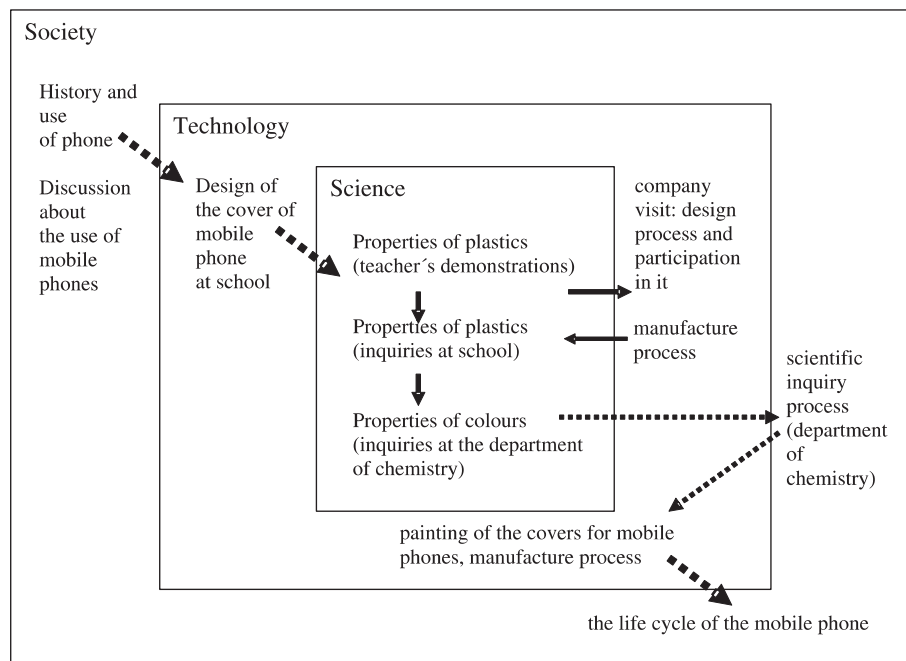 Society
History and
use
of phone
Discussion
about
the use of
mobile
phones
Technology
Design of
the cover of
mobile
phone
at school
Science
Properties of plastics
(teacher´s demonstrations)
Properties of plastics
(inquiries at school)
Properties of colours
(inquiries at the department
of chemistry)
company
visit: design
process and
participation
in it
manufacture
process
scientific
inquiry
process
(department
of
chemistry)
painting of the covers for mobile
phones, manufacture process
the life cycle of the mobile phone